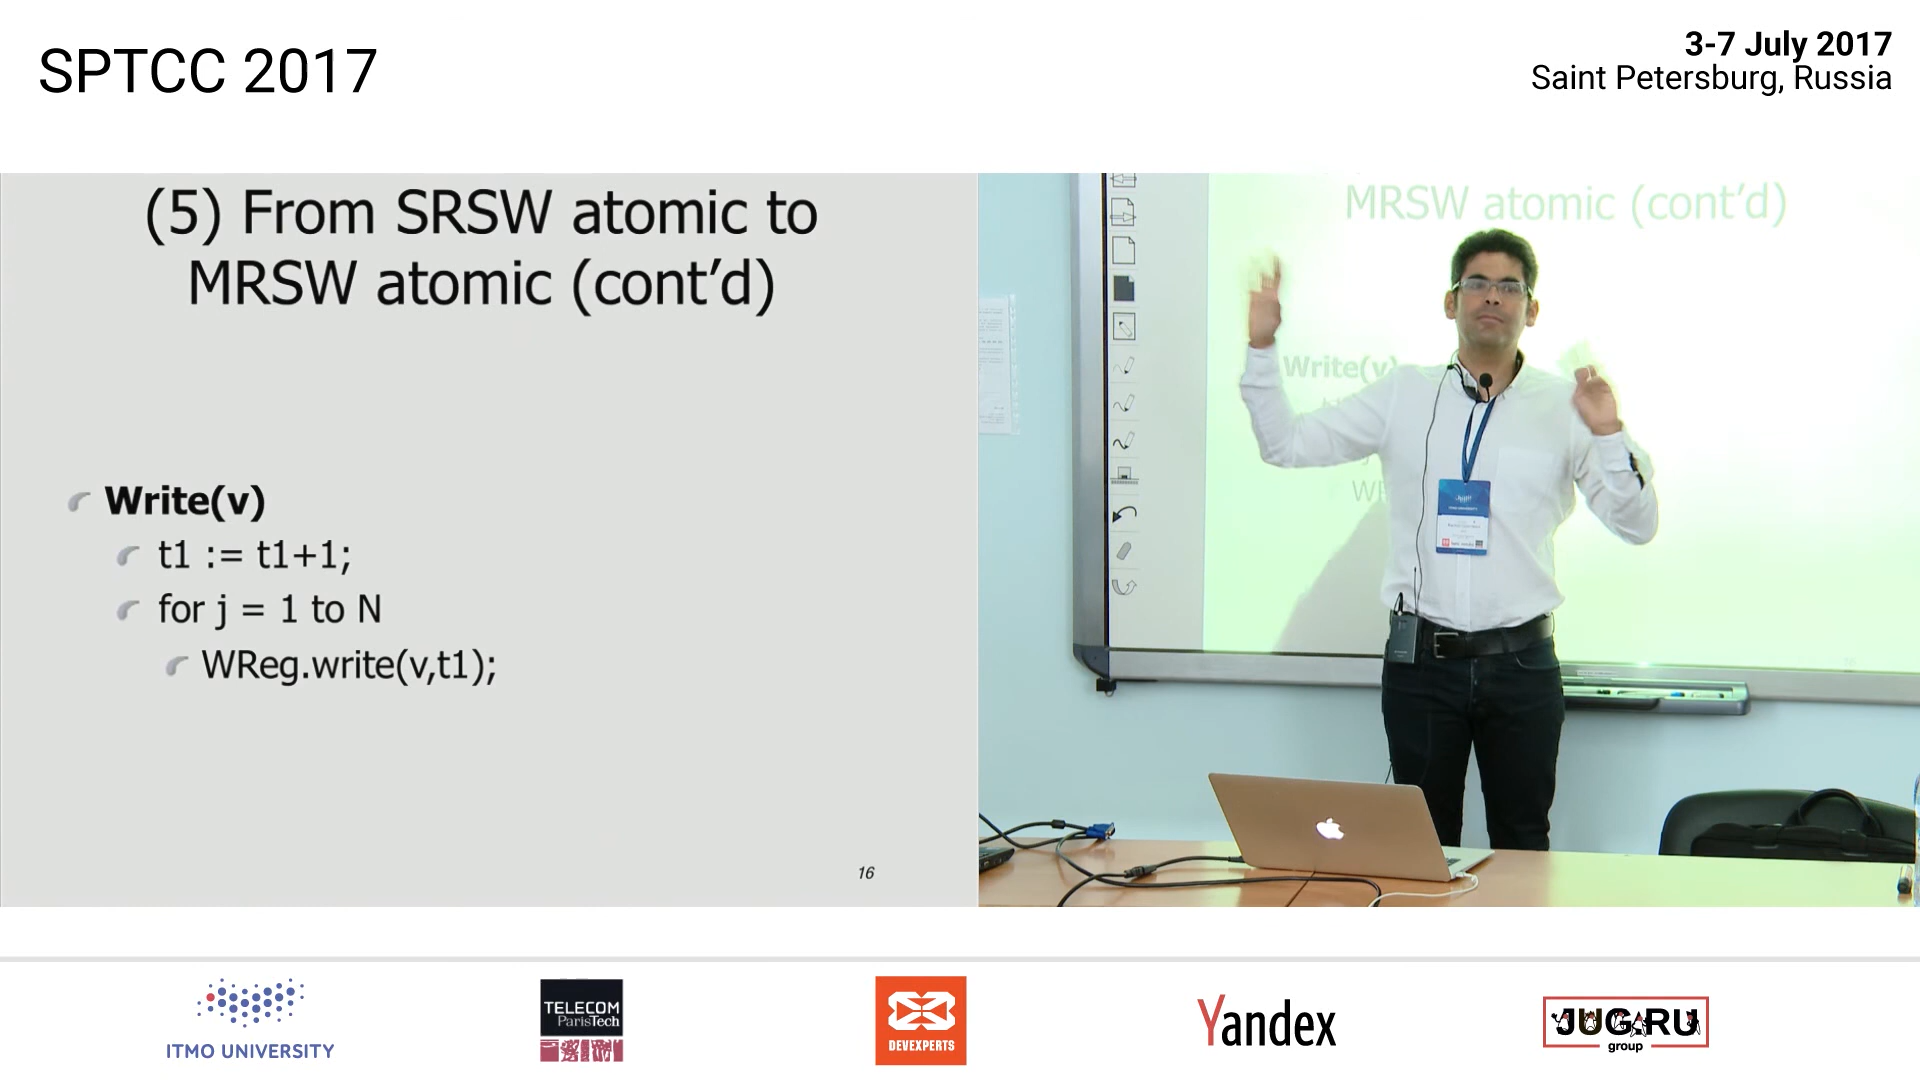 SPTCC 2017
3-7 July 2017
Saint Petersburg, Russia
(5) From SRSW atomic to
MRSW atomic (cont’d)
Write(v)
t1 := t1+1;
for j = 1 to N
WReg.write(v,t1);
16
MRSW atomic (cont’d)
Write(v)
ITMO UNIVERSITY
TELECOM
ParisTech
DEVEXPERTS
Yandex
JUG.RU
group